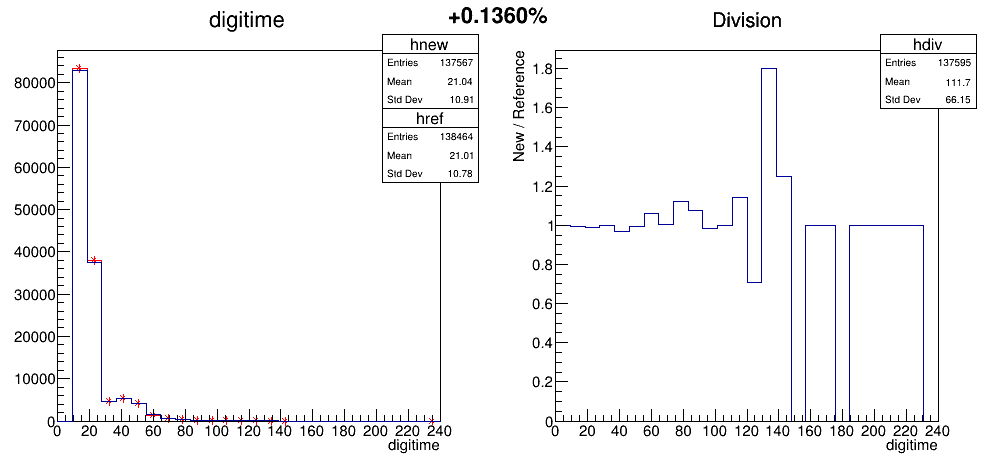 +0.1360%
digitime
hnew
Entries 137567
Mean 21.04
Std Dev 10.91
href
Entries 138464
Mean 21.01
Std Dev 10.78
80000
70000
60000
50000
40000
30000
20000
10000
0
0 20 40 60 80 100 120 140 160 180 200 220 240
digitime
Division
hdiv
Entries 137595
Mean 111.7
Std Dev 66.15
New / Reference
1.8
1.6
1.4
1.2
1
0.8
0.6
0.4
0.2
0
0 20 40 60 80 100 120 140 160 180 200 220 240
digitime